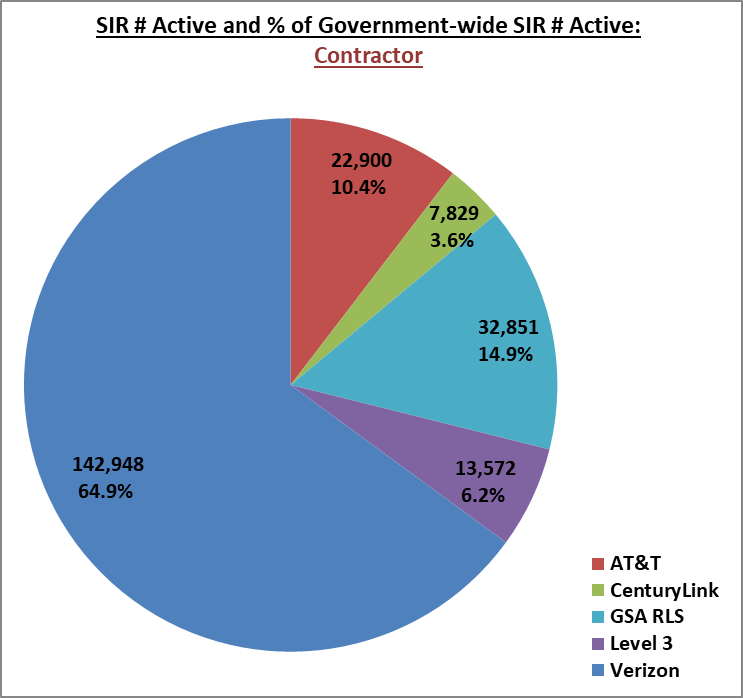 SIR # Active and % of Government-wide SIR # Active:
Contractor
22,900
10.4%
7,829
3.6%
32,851
14.9%
13,572
6.2%
142,948
64.9%
AT&T
CenturyLink
GSA RLS
Level 3
Verizon